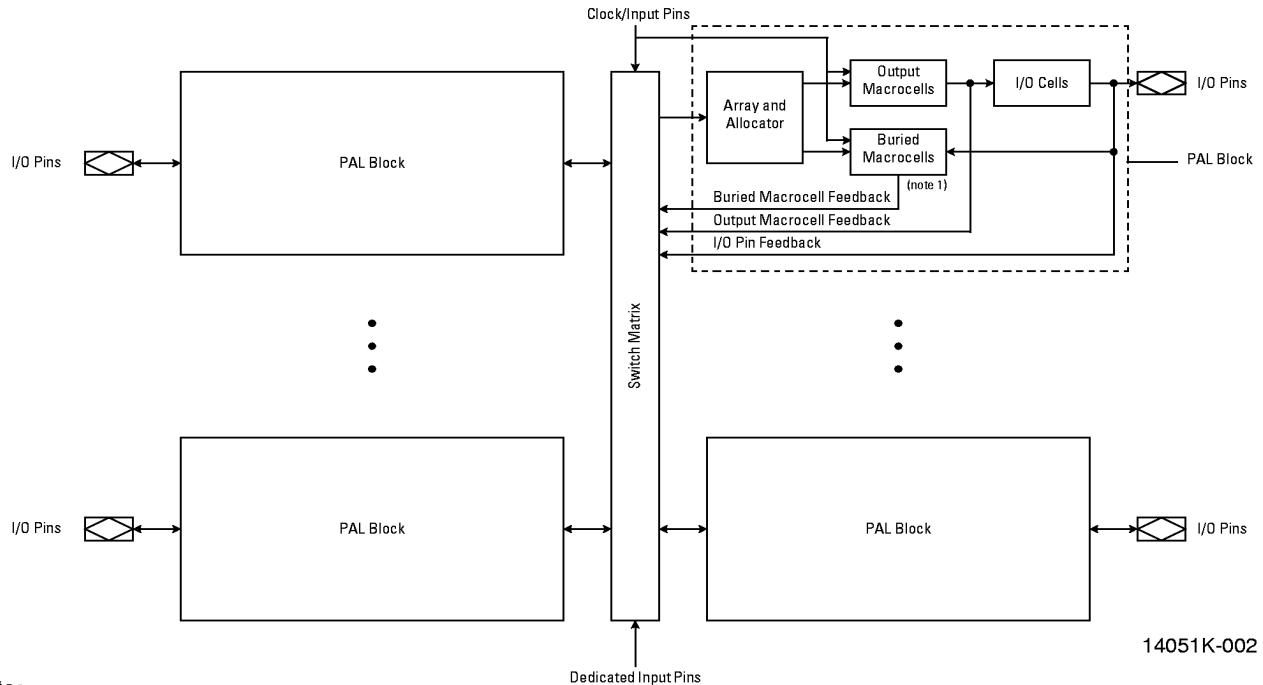 Clock/Input Pins
Output
Macrocells
I/O Cells
I/O Pins
Array and
Allocator
Buried
Macrocells
(note 1)
I/O Pins
PAL Block
PAL Block
Buried Macrocell Feedback
Output Macrocell Feedback
I/O Pin Feedback
Switch Matrix
I/O Pins
PAL Block
PAL Block
I/O Pins
14051K-002
Dedicated Input Pins